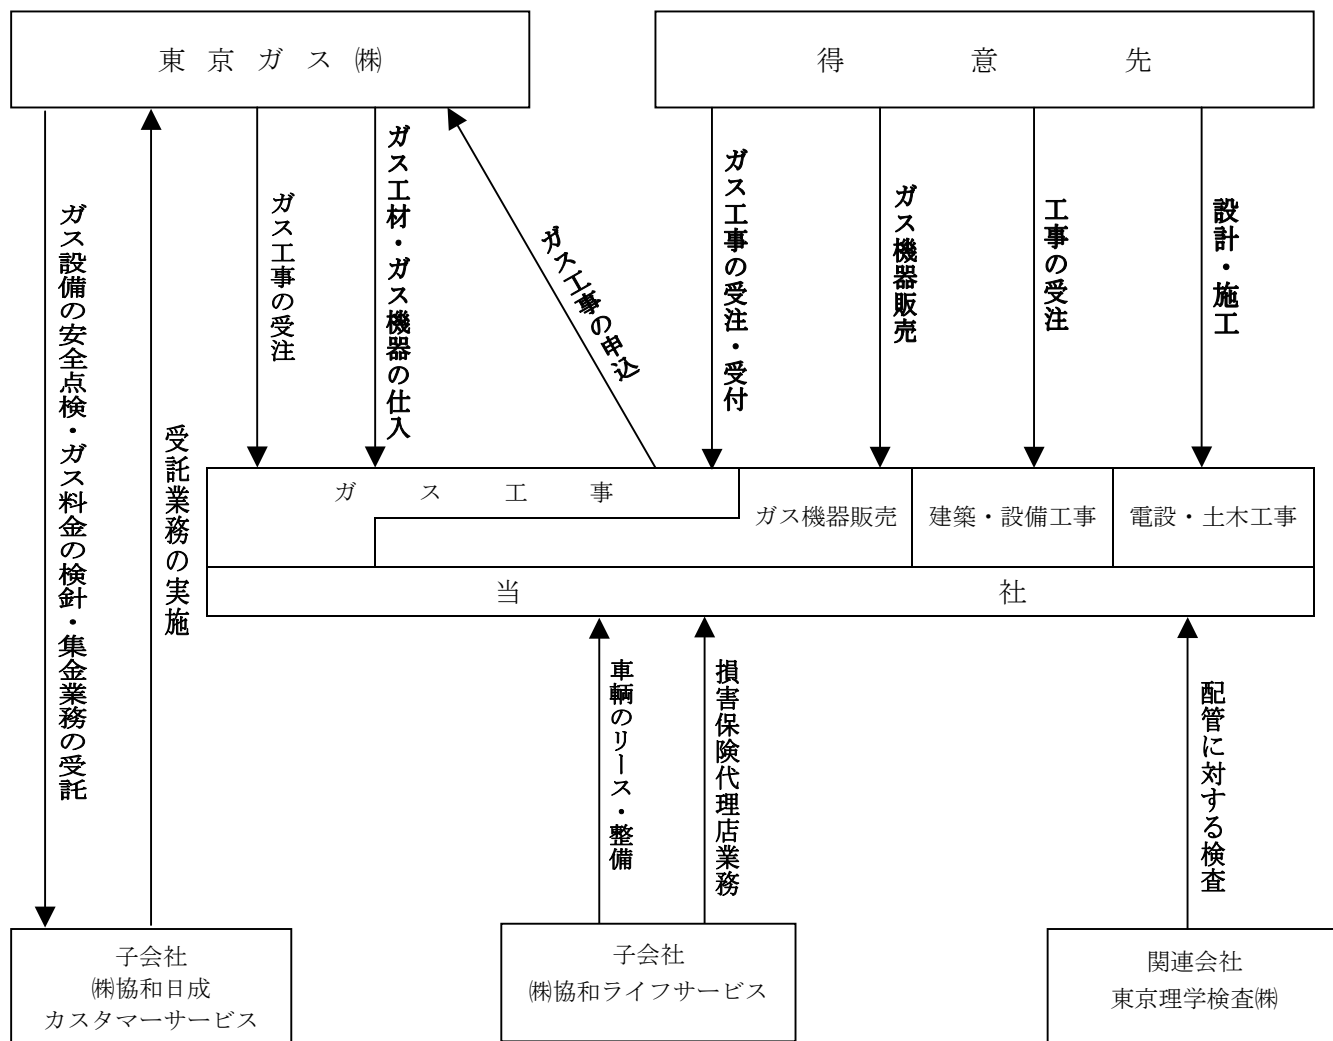 東京ガス㈱
得意先
ガス設備の安全点検・ガス料金の検針・集金業務の受託
受託業務の実施
ガス工事の受注
ガス工材・ガス機器の仕入
ガス工事の申込
ガス工事の受注・受付
ガス機器販売
工事の受注
設計・施工
ガス工事
ガス機器販売
建築・設備工事
電設・土木工事
当社
車輌のリース・整備
損害保険代理店業務
配管に対する検査
子会社
㈱協和日成
カスタマーサービス
子会社
㈱協和ライフサービス
関連会社
東京理学検査㈱